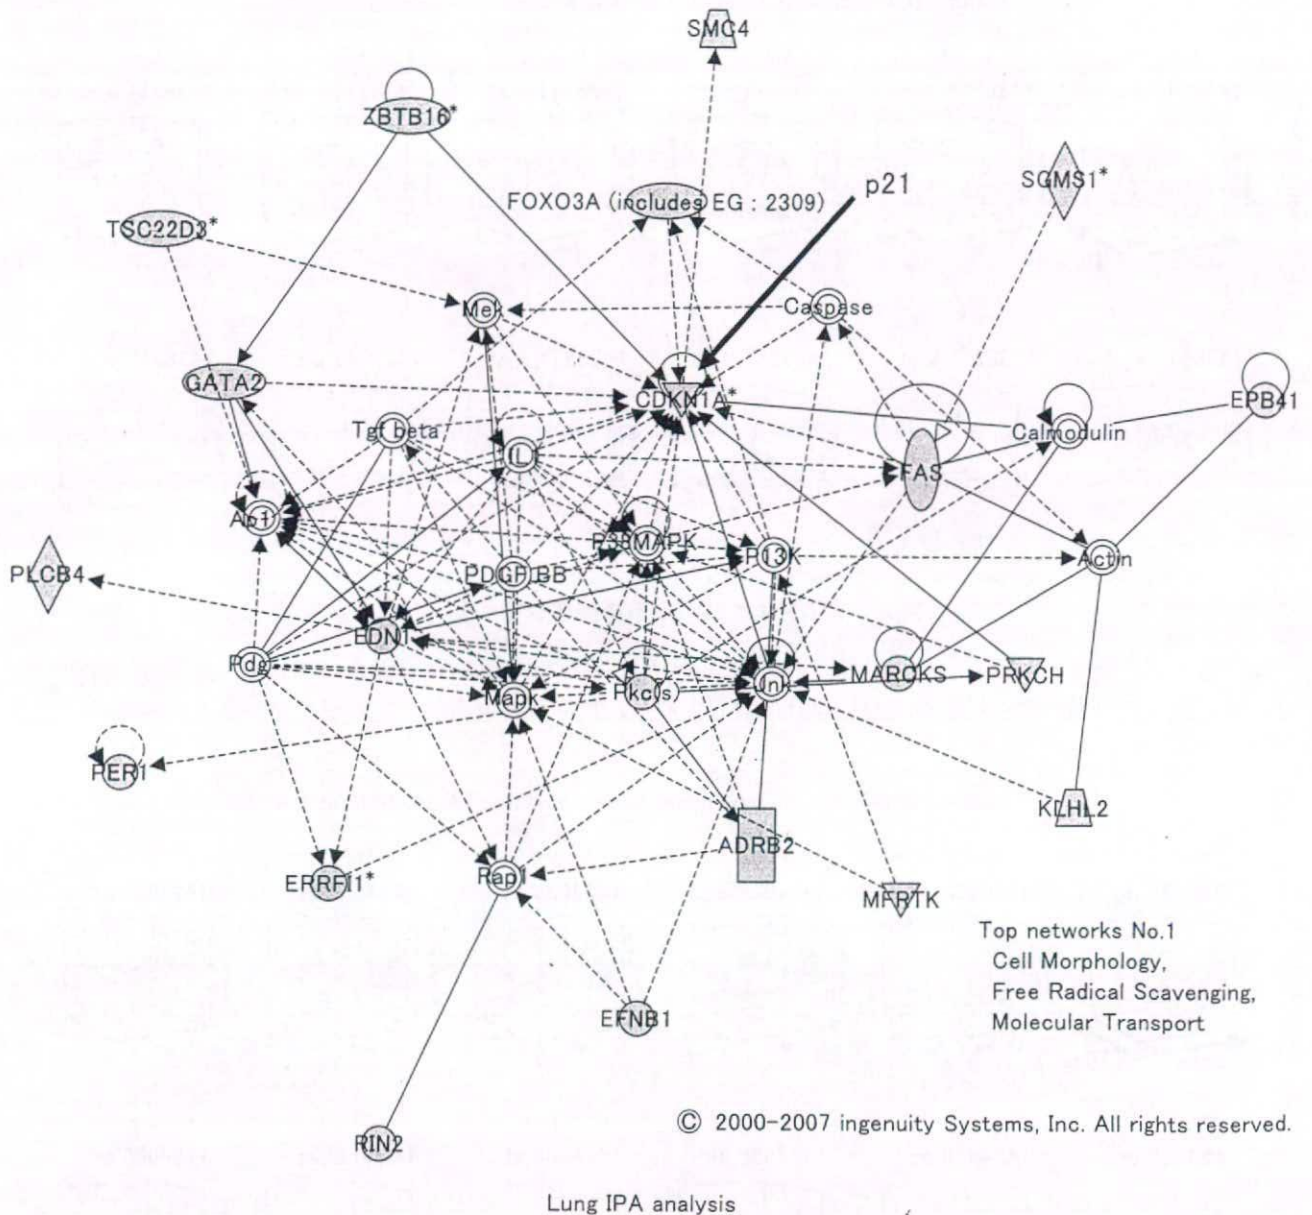 SMC4
ZBTB16*
SGMS1*
p21
FOXO3A (includes EG : 2309)
TSC22D3*
Mek
Caspase
GATA2
CDKN1A*
EPB41
Tgf beta
Calmodulin
IL1
FAS
Ap1
P38MAPK
PI3K
Actin
PLCB4
PDGF BB
EDN1
Pdg
MARCKS
PRKCH
Mapk
Pkc(s)
Jnk
PER1
KLHL2
ADRB2
ERRFI1*
Rap1
MERTK
Top networks No.1
Cell Morphology,
Free Radical Scavenging,
Molecular Transport
EFNB1
© 2000-2007 ingenuity Systems, Inc. All rights reserved.
RIN2
Lung IPA analysis